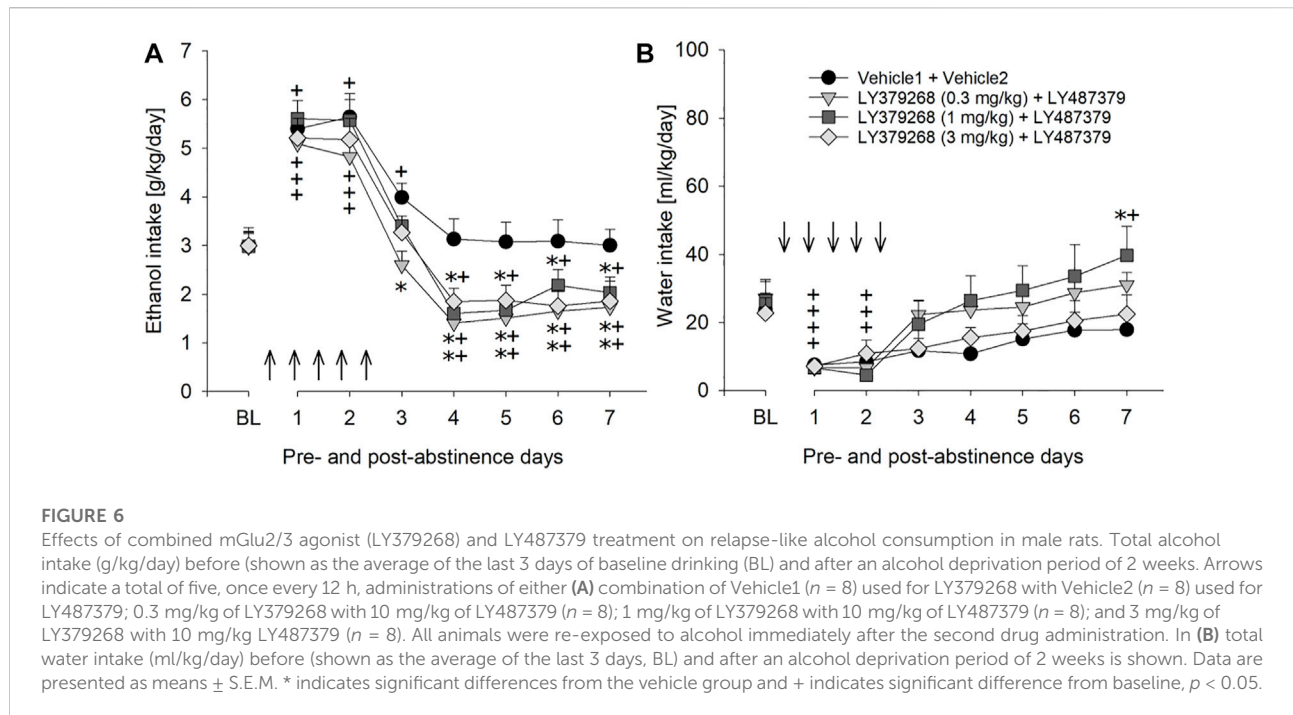 A
7
6
5
4
3
2
1
0
Ethanol intake [g/kg/day]
+ +
+
+ + +
+ + +
*
*+ *+ *+ *+
*+ *+ *+ *+
*+ *+ *+ *+
BL 1 2 3 4 5 6 7
Pre- and post-abstinence days
B
100
80
60
40
20
0
Water intake [ml/kg/day]
Vehicle1 + Vehicle2
LY379268 (0.3 mg/kg) + LY487379
LY379268 (1 mg/kg) + LY487379
LY379268 (3 mg/kg) + LY487379
*+
+ + + +
+ + +
BL 1 2 3 4 5 6 7
Pre- and post-abstinence days
FIGURE 6
Effects of combined mGlu2/3 agonist (LY379268) and LY487379 treatment on relapse-like alcohol consumption in male rats. Total alcohol
intake (g/kg/day) before (shown as the average of the last 3 days of baseline drinking (BL) and after an alcohol deprivation period of 2 weeks. Arrows
indicate a total of five, once every 12 h, administrations of either (A) combination of Vehicle1 (n = 8) used for LY379268 with Vehicle2 (n = 8) used for
LY487379; 0.3 mg/kg of LY379268 with 10 mg/kg of LY487379 (n = 8); 1 mg/kg of LY379268 with 10 mg/kg of LY487379 (n = 8); and 3 mg/kg of
LY379268 with 10 mg/kg LY487379 (n = 8). All animals were re-exposed to alcohol immediately after the second drug administration. In (B) total
water intake (ml/kg/day) before (shown as the average of the last 3 days, BL) and after an alcohol deprivation period of 2 weeks is shown. Data are
presented as means ± S.E.M. * indicates significant differences from the vehicle group and + indicates significant difference from baseline, p < 0.05.